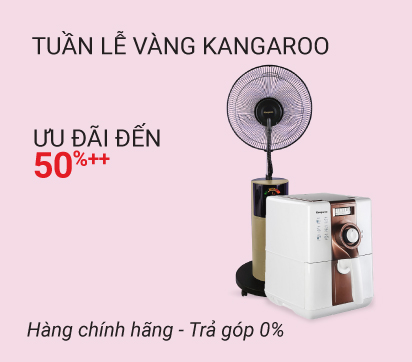 TUẦN LỄ VÀNG KANGAROO
ƯU ĐÃI ĐẾN
50%++
Hàng chính hãng - Trả góp 0%